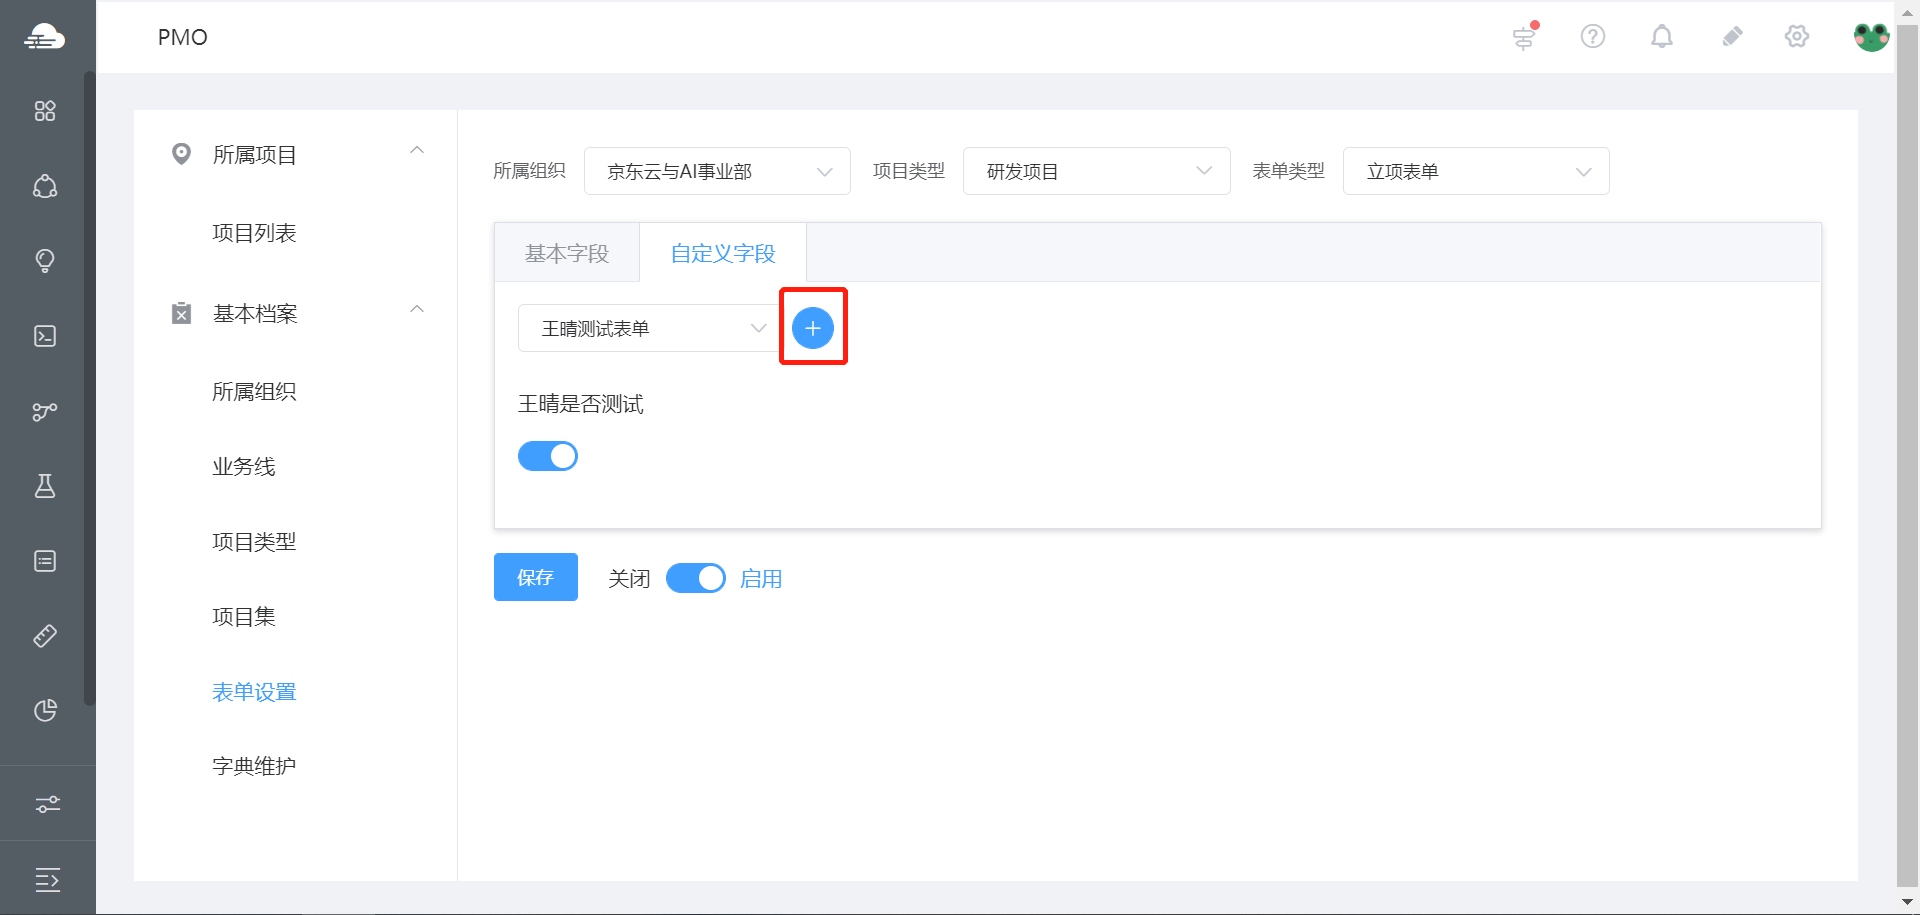 PMO
所属项目
项目列表
基本档案
所属组织
业务线
项目类型
项目集
表单设置
字典维护
所属组织 京东云与AI事业部 项目类型 研发项目 表单类型 立项表单
基本字段 自定义字段
王晴测试表单
王晴是否测试
保存 关闭 启用